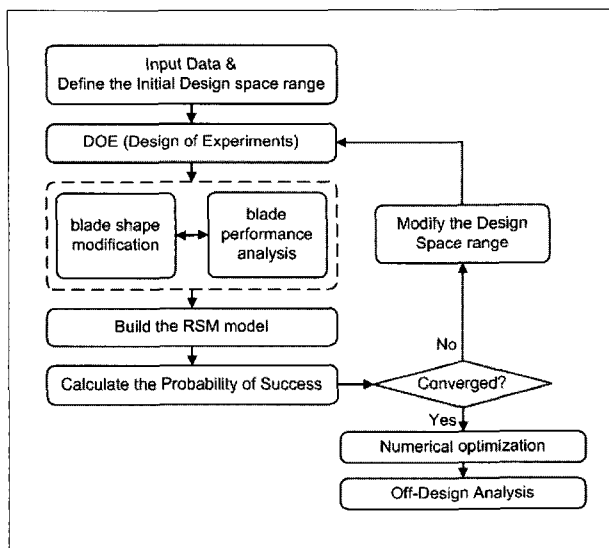 Input Data &
Define the Initial Design space range
DOE (Design of Experiments)
blade shape
modification
blade
performance
analysis
Modify the Design
Space range
Build the RSM model
No
Calculate the Probability of Success
Converged?
Yes
Numerical optimization
Off-Design Analysis